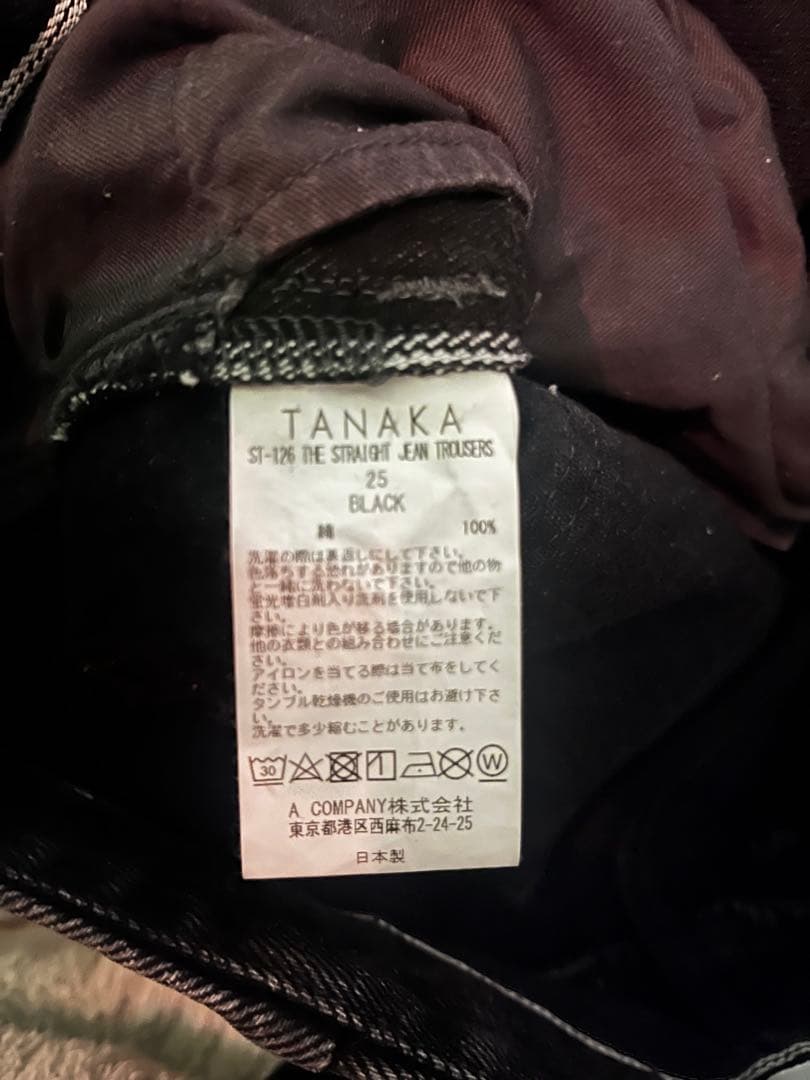 TANAKA
ST-126 THE STRAIGHT JEAN TROUSERS
25
BLACK
綿 100%
洗濯の際は裏返しにして下さい。
色落ちする恐れがありますので他の物
と一緒に洗わないで下さい。
蛍光増白剤入り洗剤を使用しないで下
さい。
摩擦により色が移る場合があります。
他の衣類との組み合わせにご注意くだ
さい。
アイロンを当てる際は当て布をしてく
ださい。
タンブル乾燥機のご使用はお避け下さ
い。
洗濯で多少縮むことがあります。
30 W
A COMPANY株式会社
東京都港区西麻布2-24-25
日本製